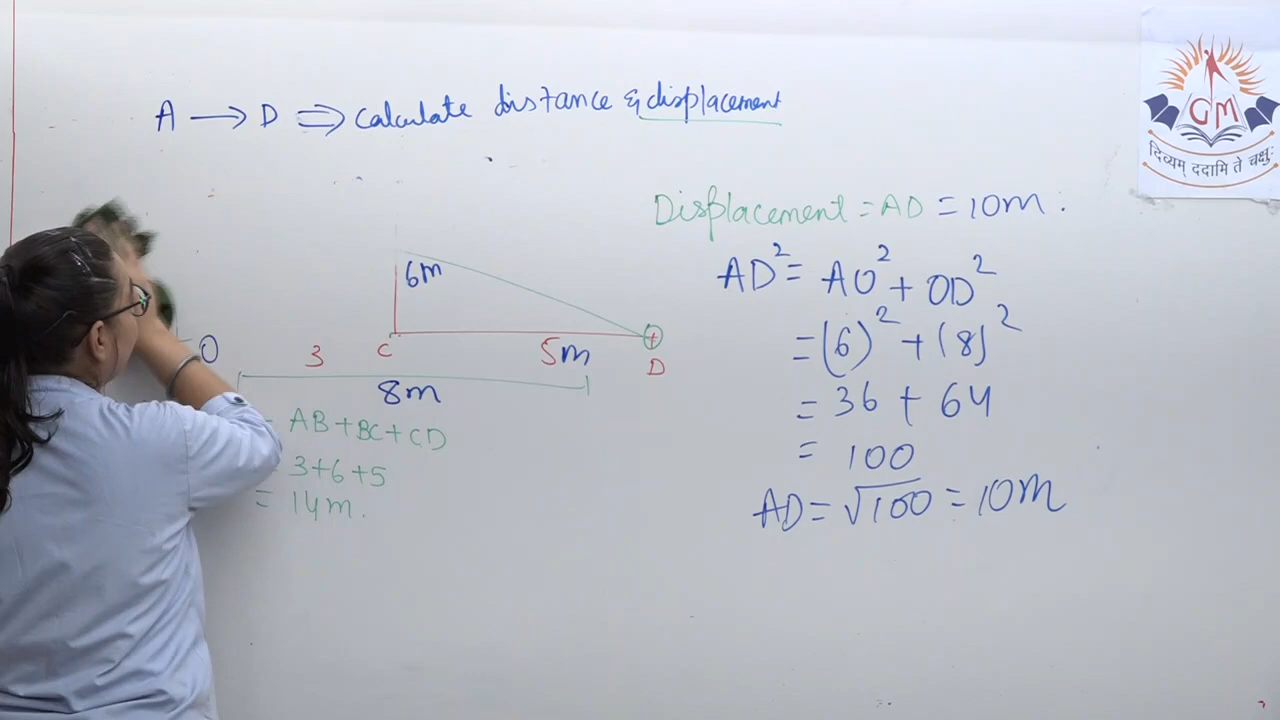 A → D ⇒ Calculate distance & displacement
GM
दिव्यम् ददामि ते चक्षुः
Displacement = AD = 10m.
6m
AD² = AO² + OD²
= (6)² + (8)²
O 3 C 5m D
8m
= 36 + 64
= AB + BC + CD
= 100
= 3+6+5
= 14m.
AD = √100 = 10m